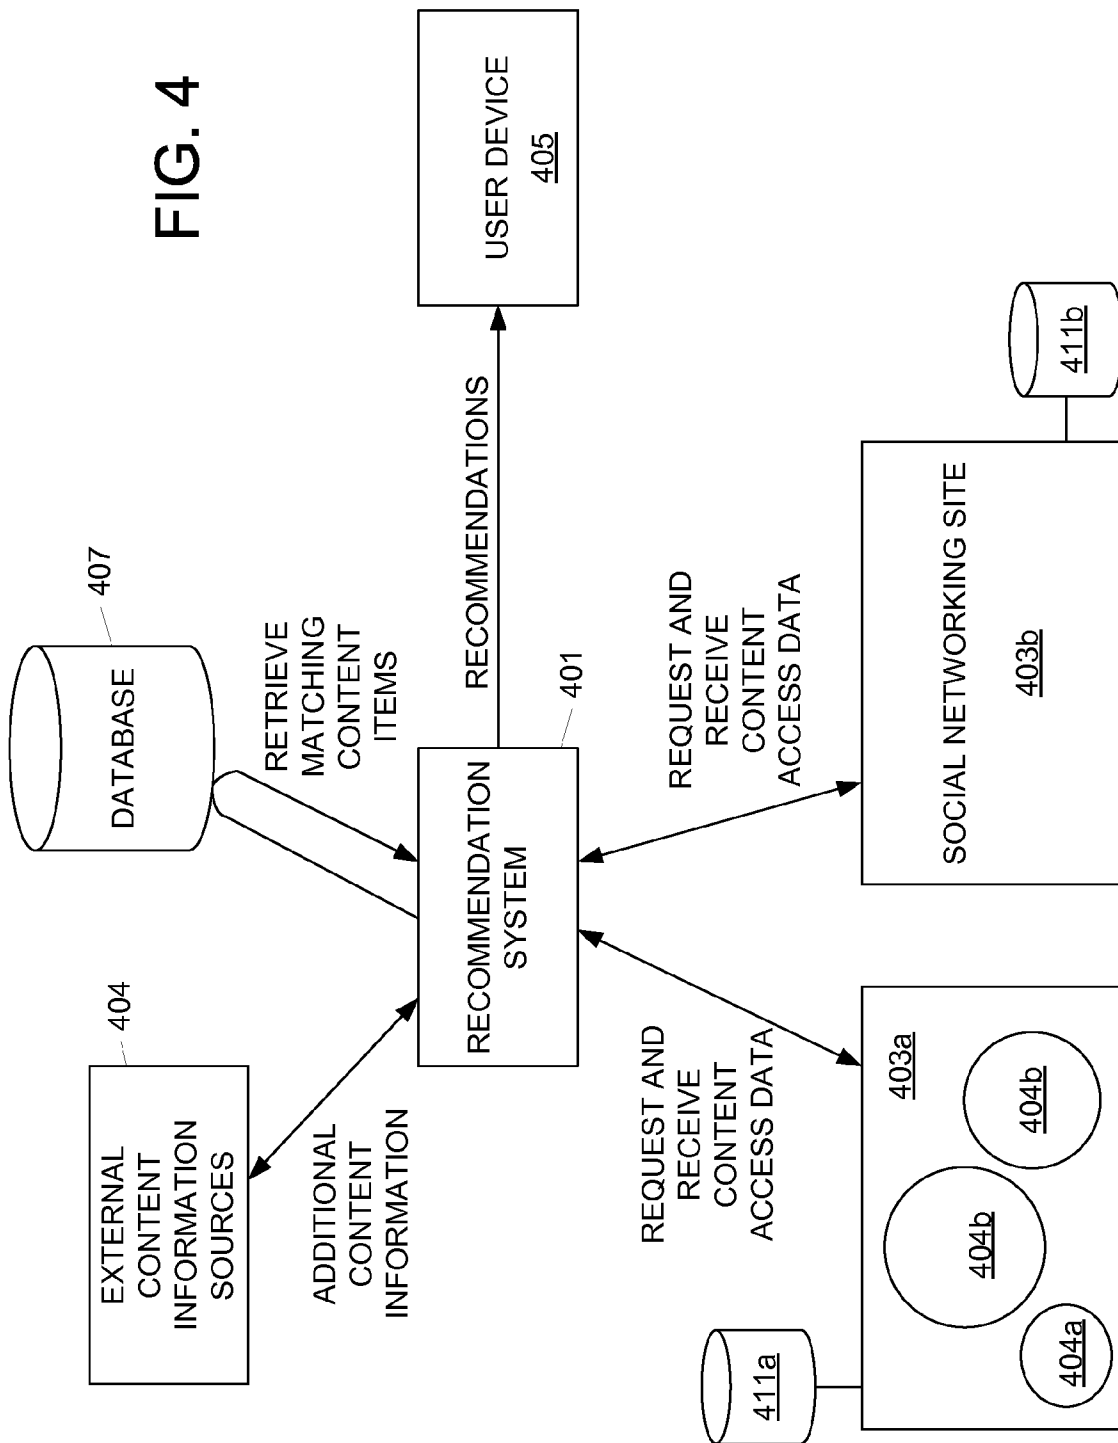 FIG. 4
DATABASE
407
EXTERNAL
CONTENT
INFORMATION
SOURCES
404
RETRIEVE
MATCHING
CONTENT
ITEMS
ADDITIONAL
CONTENT
INFORMATION
RECOMMENDATION
SYSTEM
401
RECOMMENDATIONS
USER DEVICE
405
REQUEST AND
RECEIVE
CONTENT
ACCESS DATA
REQUEST AND
RECEIVE
CONTENT
ACCESS DATA
411a
403a
404a
404b
404b
SOCIAL NETWORKING SITE
403b
411b